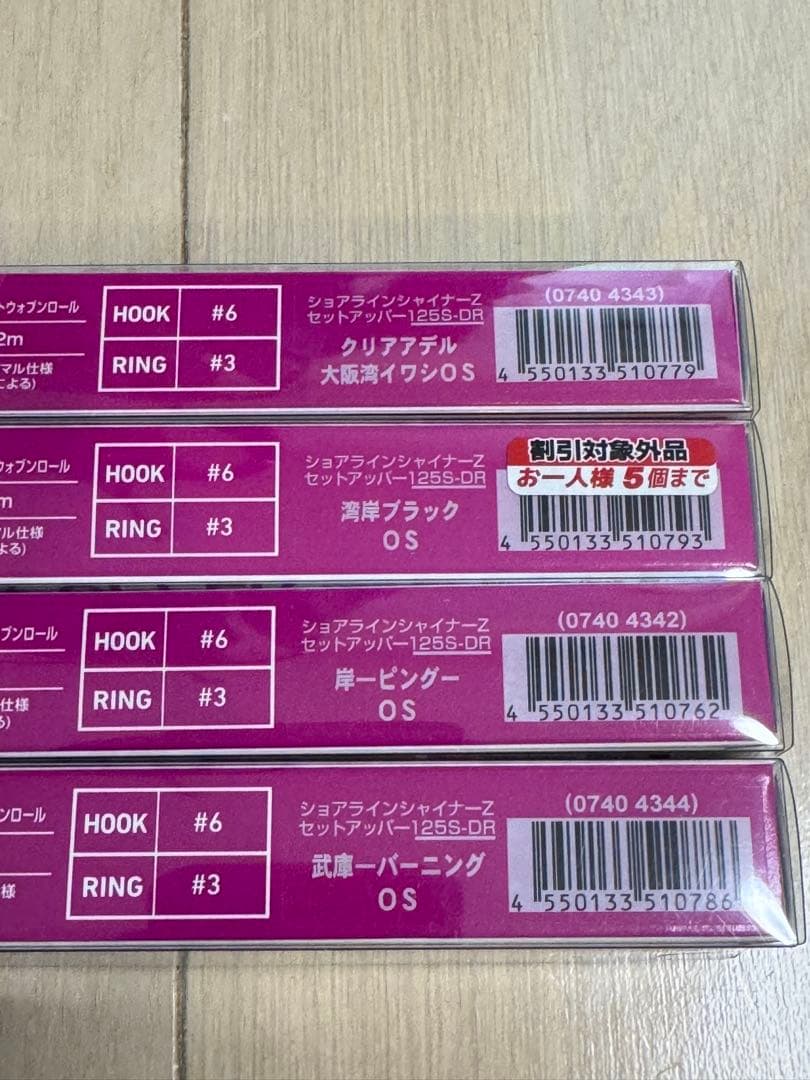 トウォブンロール
2m
マル仕様
による)
HOOK #6
RING #3
ショアラインシャイナーZ
セットアッパー125S-DR
クリアアデル
大阪湾イワシOS
(0740 4343)
4 550133 510779
ウォブンロール
m
マル仕様
よる)
HOOK #6
RING #3
ショアラインシャイナーZ
セットアッパー125S-DR
湾岸ブラック
OS
割引対象外品
お一人様 5個まで
4 550133 510793
ブンロール
仕様
る)
HOOK #6
RING #3
ショアラインシャイナーZ
セットアッパー125S-DR
岸一ピンダー
OS
(0740 4342)
4 550133 510762
ンロール
様
HOOK #6
RING #3
ショアラインシャイナーZ
セットアッパー125S-DR
武庫一バーニング
OS
(0740 4344)
4 550133 510786